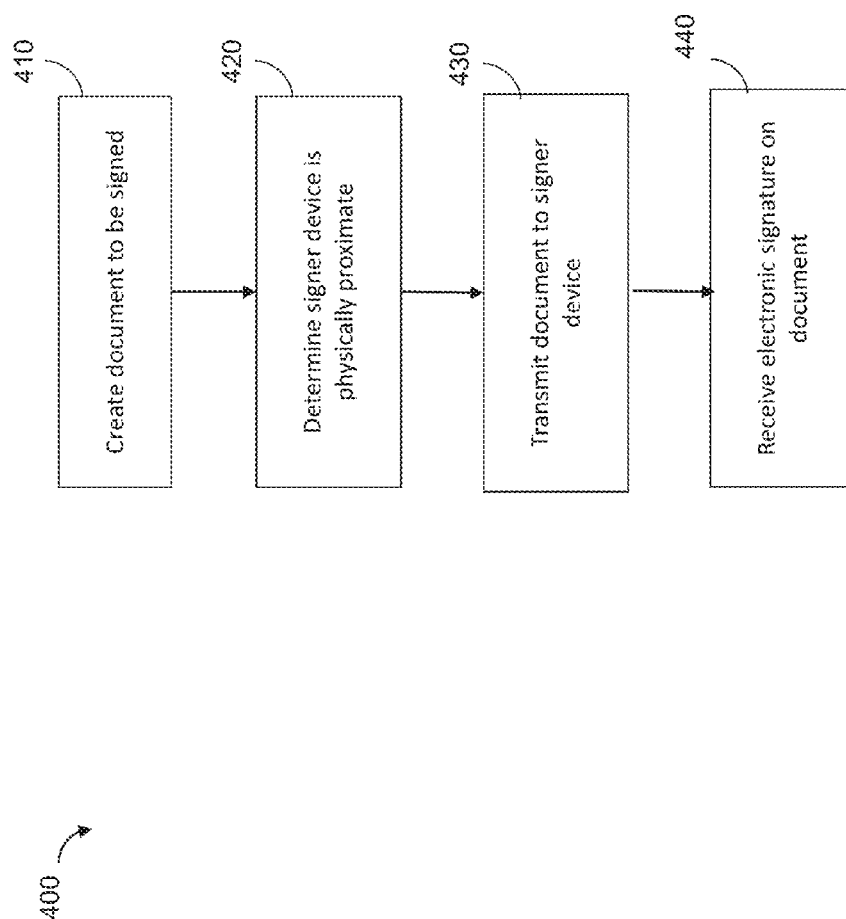 400
410
Create document to be signed
420
Determine signer device is
physically proximate
430
Transmit document to signer
device
440
Receive electronic signature on
document